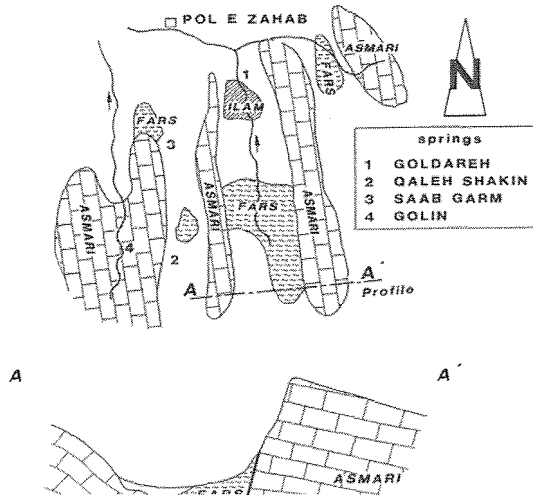 POL E ZAHAB
ASMARI
FARS
1
ILAM
N
FARS
3
springs
1 GOLDAREH
2 QALEH SHAKIN
3 SAAB GARM
4 GOLIN
ASMARI
4
ASMARI
FARS
ASMARI
2
A
A´
Profile
A
A´
ASMARI
FARS